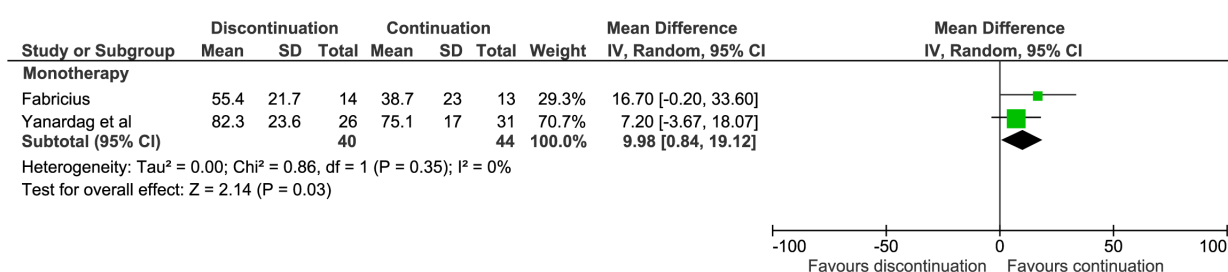 Discontinuation Continuation Mean Difference Mean Difference
Study or Subgroup Mean SD Total Mean SD Total Weight IV, Random, 95% CI IV, Random, 95% CI
Monotherapy
Fabricius 55.4 21.7 14 38.7 23 13 29.3% 16.70 [-0.20, 33.60]
Yanardag et al 82.3 23.6 26 75.1 17 31 70.7% 7.20 [-3.67, 18.07]
Subtotal (95% CI) 40 44 100.0% 9.98 [0.84, 19.12]
Heterogeneity: Tau² = 0.00; Chi² = 0.86, df = 1 (P = 0.35); I² = 0%
Test for overall effect: Z = 2.14 (P = 0.03)
-100 -50 0 50 100
Favours discontinuation Favours continuation